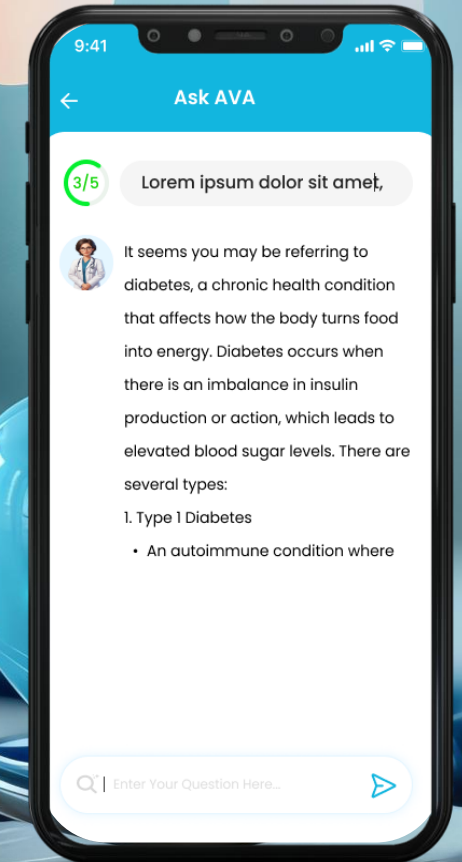 9:41
Ask AVA
3/5
Lorem ipsum dolor sit amet,
It seems you may be referring to
diabetes, a chronic health condition
that affects how the body turns food
into energy. Diabetes occurs when
there is an imbalance in insulin
production or action, which leads to
elevated blood sugar levels. There are
several types:
1. Type 1 Diabetes
• An autoimmune condition where
Enter Your Question Here...